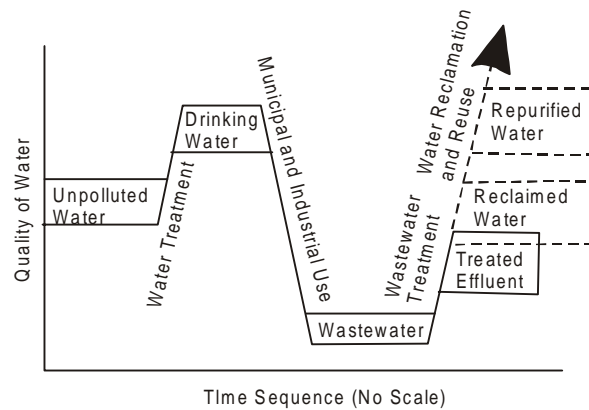 Quality of Water
Unpolluted
Water
Water Treatment
Drinking
Water
Municipal and Industrial Use
Wastewater
Wastewater
Treatment
Water Reclamation
and Reuse
Repurified
Water
Reclaimed
Water
Treated
Effluent
TIme Sequence (No Scale)